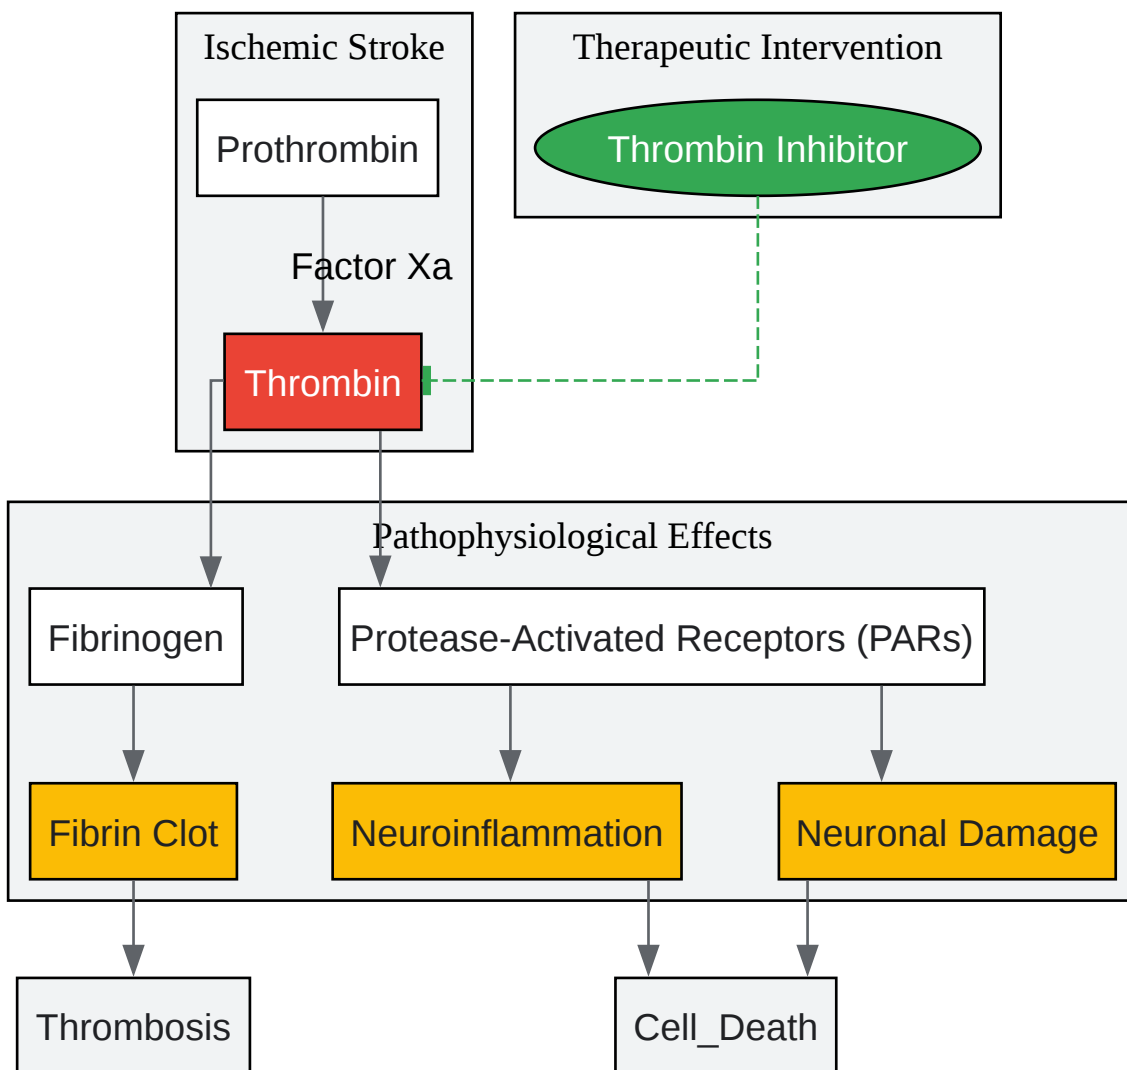 Ischemic Stroke
Therapeutic Intervention
Prothrombin
Thrombin Inhibitor
Factor Xa
Thrombin
Pathophysiological Effects
Fibrinogen
Protease-Activated Receptors (PARs)
Fibrin Clot
Neuroinflammation
Neuronal Damage
Thrombosis
Cell_Death